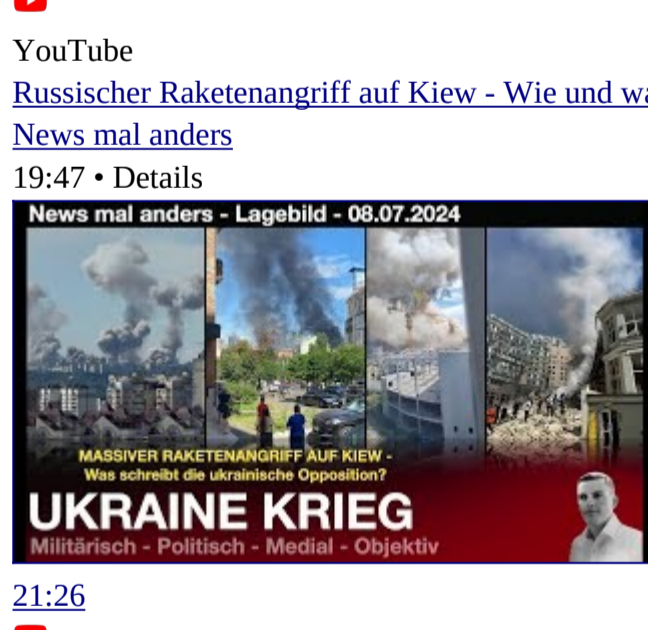 YouTube
Russischer Raketenangriff auf Kiew - Wie und
News mal anders
19:47 • Details
News mal anders - Lagebild - 08.07.2024
MASSIVER RAKETENANGRIFF AUF KIEW -
Was schreibt die ukrainische Opposition?
UKRAINE KRIEG
Militärisch - Politisch - Medial - Objektiv
21:26